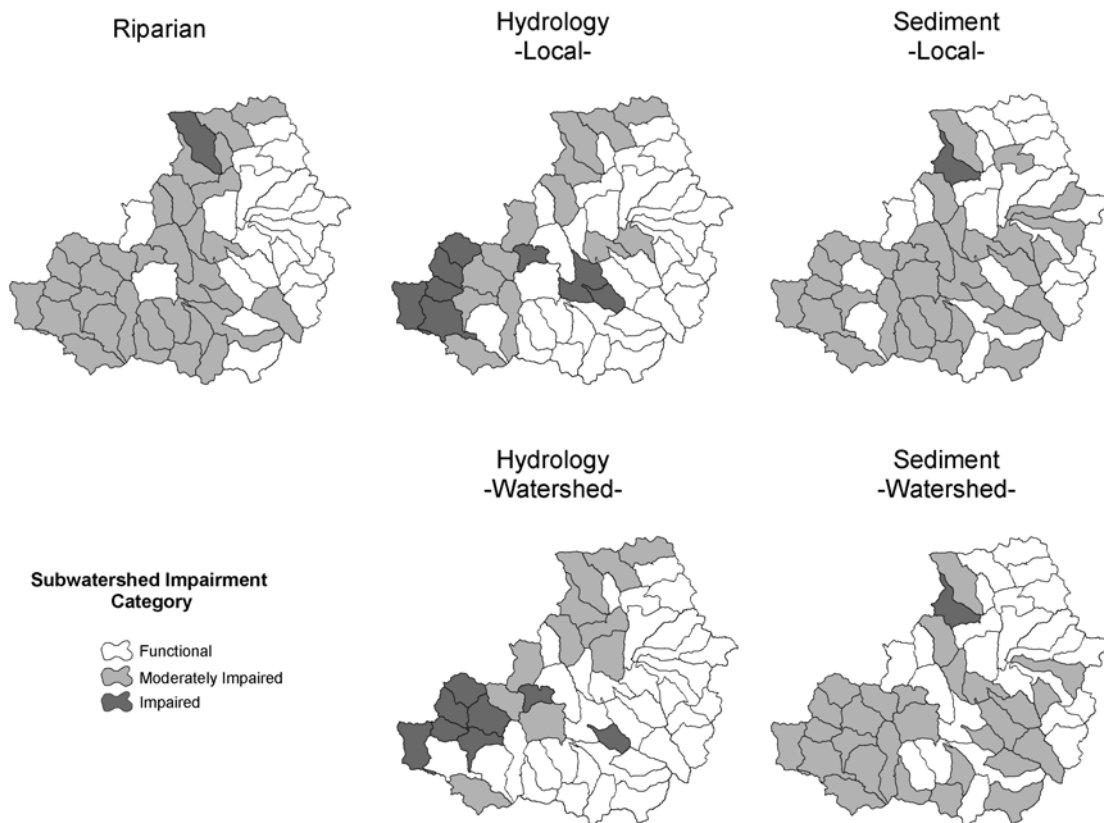 Riparian
Hydrology
-Local-
Sediment
-Local-
Hydrology
-Watershed-
Sediment
-Watershed-
Subwatershed Impairment
Category
Functional
Moderately Impaired
Impaired